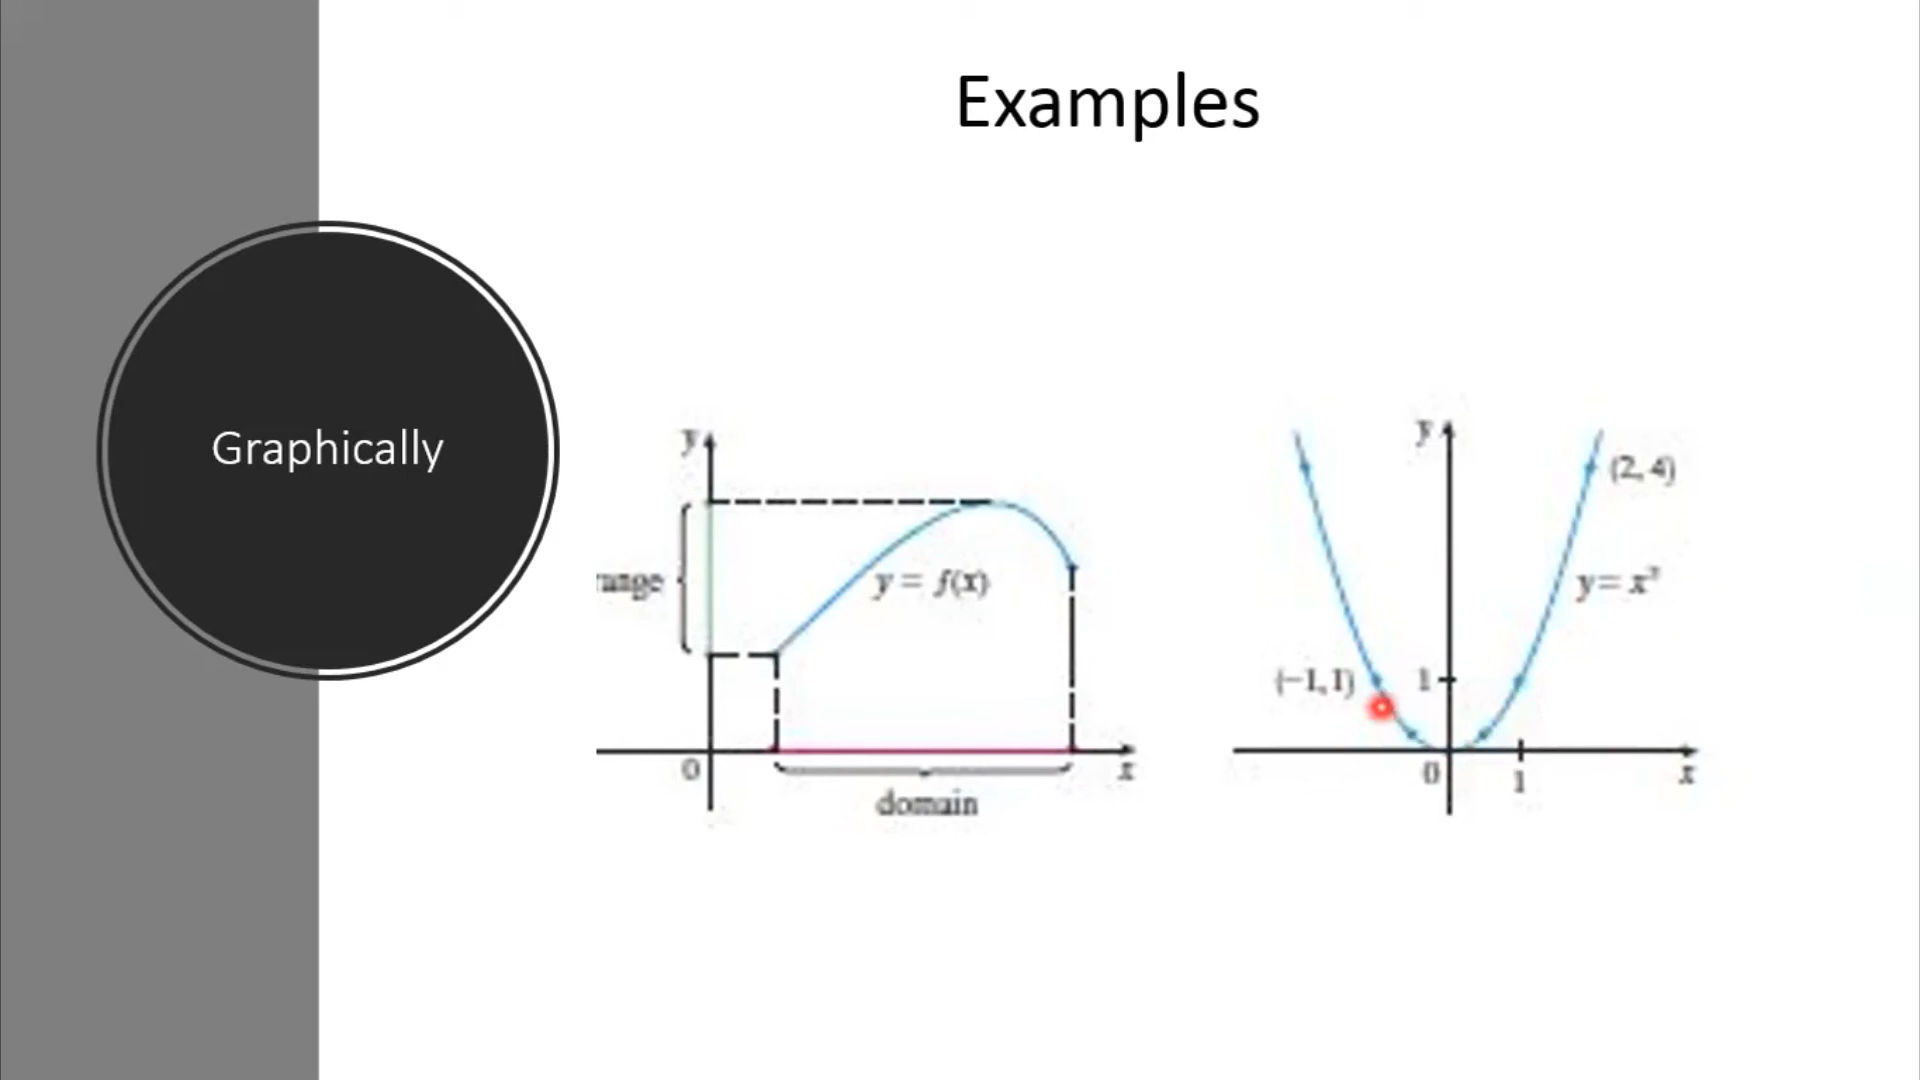 Examples
Graphically
y
range
y = f(x)
0
x
domain
y
(2, 4)
y = x²
(−1, 1)
1
0
1
x